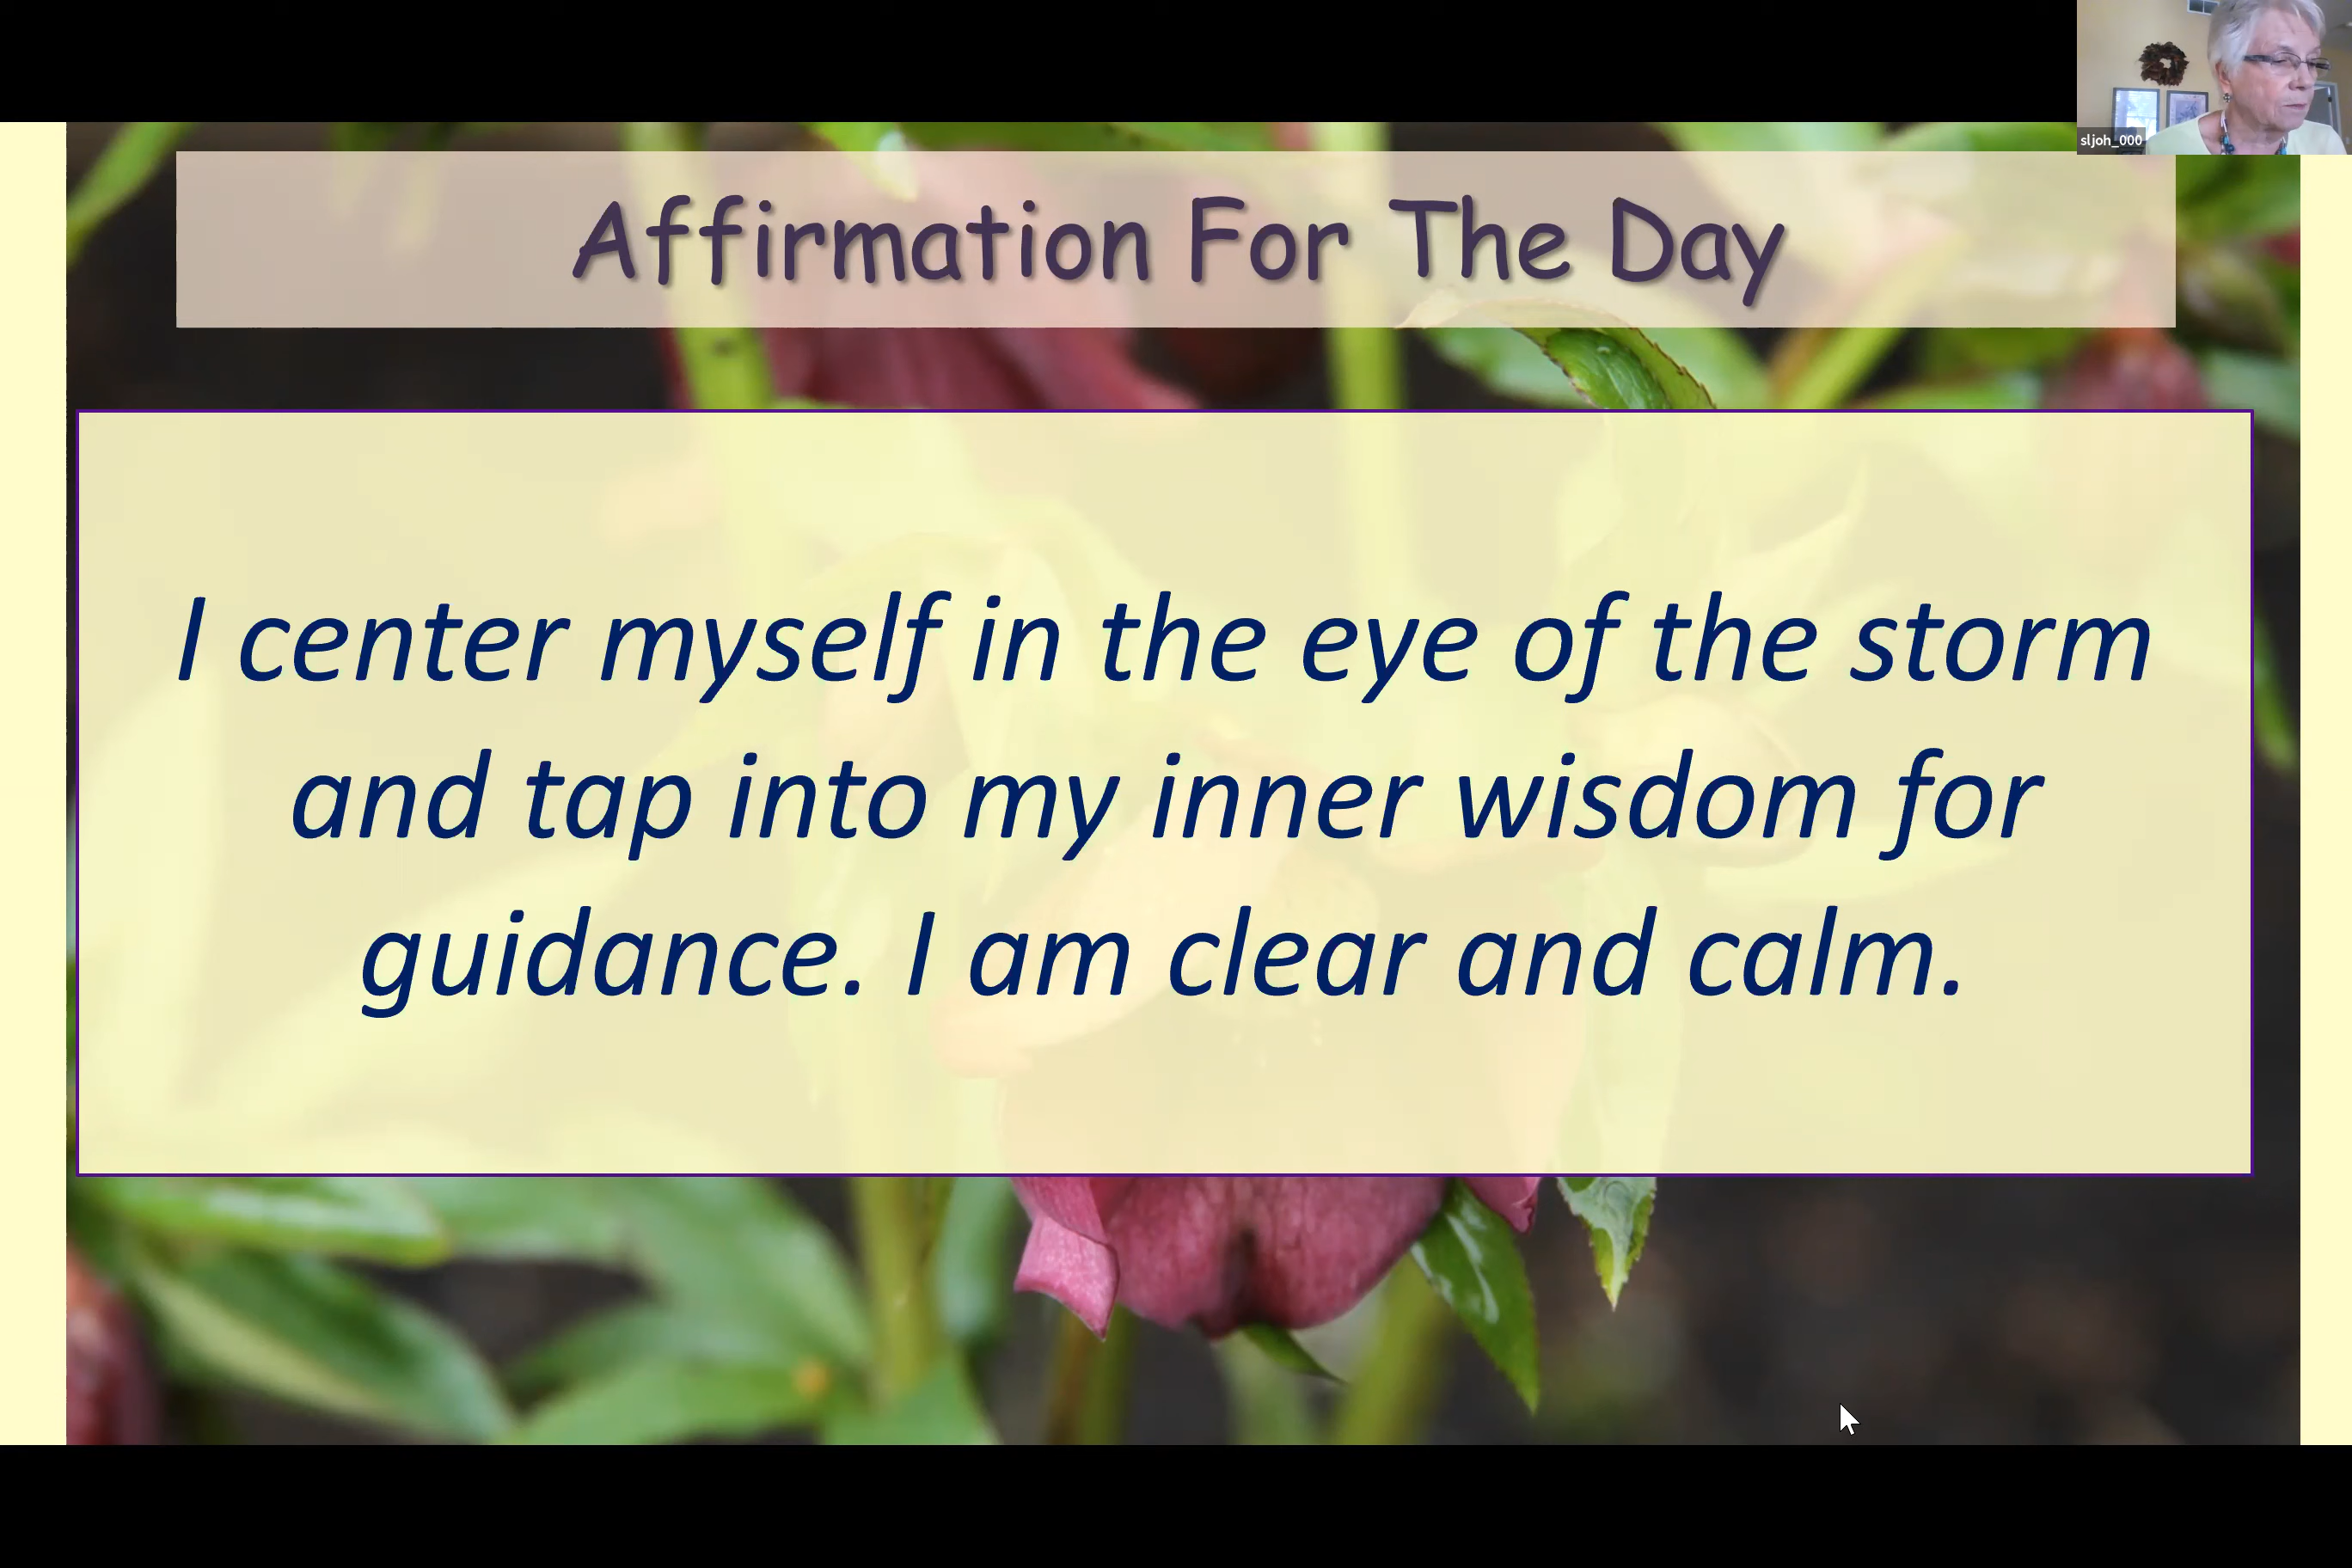 sljoh_000
Affirmation For The Day
I center myself in the eye of the storm
and tap into my inner wisdom for
guidance. I am clear and calm.